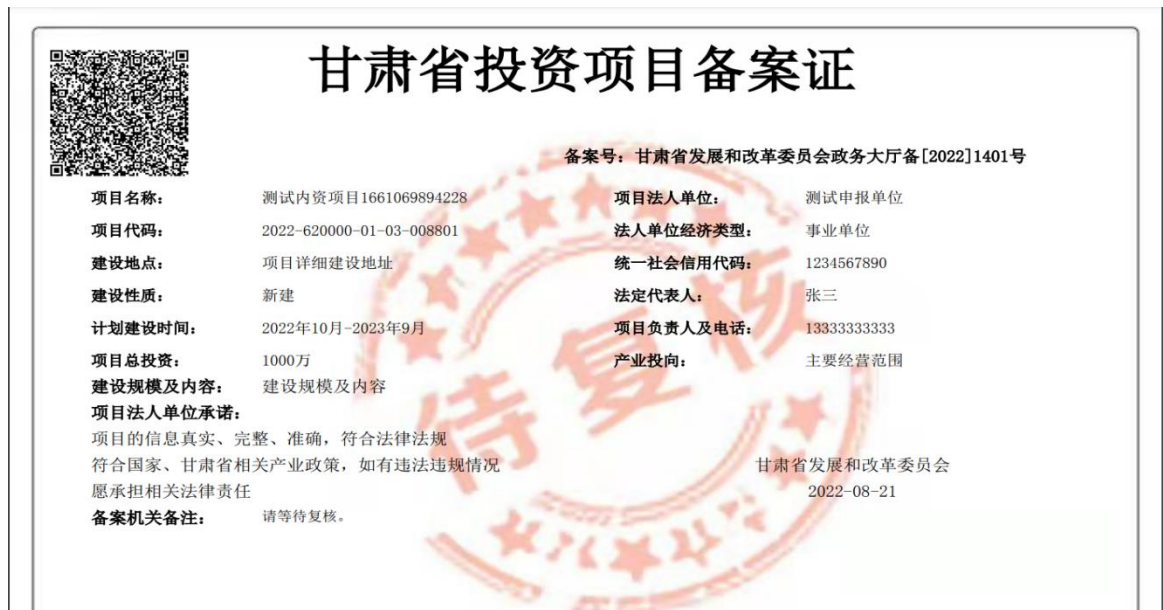 甘肃省投资项目备案证
备案号：甘肃省发展和改革委员会政务大厅备[2022]1401号
项目名称： 测试内资项目1661069894228 项目法人单位： 测试申报单位
项目代码： 2022-620000-01-03-008801 法人单位经济类型： 事业单位
建设地点： 项目详细建设地址 统一社会信用代码： 1234567890
建设性质： 新建 法定代表人： 张三
计划建设时间： 2022年10月-2023年9月 项目负责人及电话： 13333333333
项目总投资： 1000万 产业投向： 主要经营范围
建设规模及内容： 建设规模及内容
项目法人单位承诺：
项目的信息真实、完整、准确，符合法律法规
符合国家、甘肃省相关产业政策，如有违法违规情况
愿承担相关法律责任
甘肃省发展和改革委员会
2022-08-21
备案机关备注： 请等待复核。
待复核